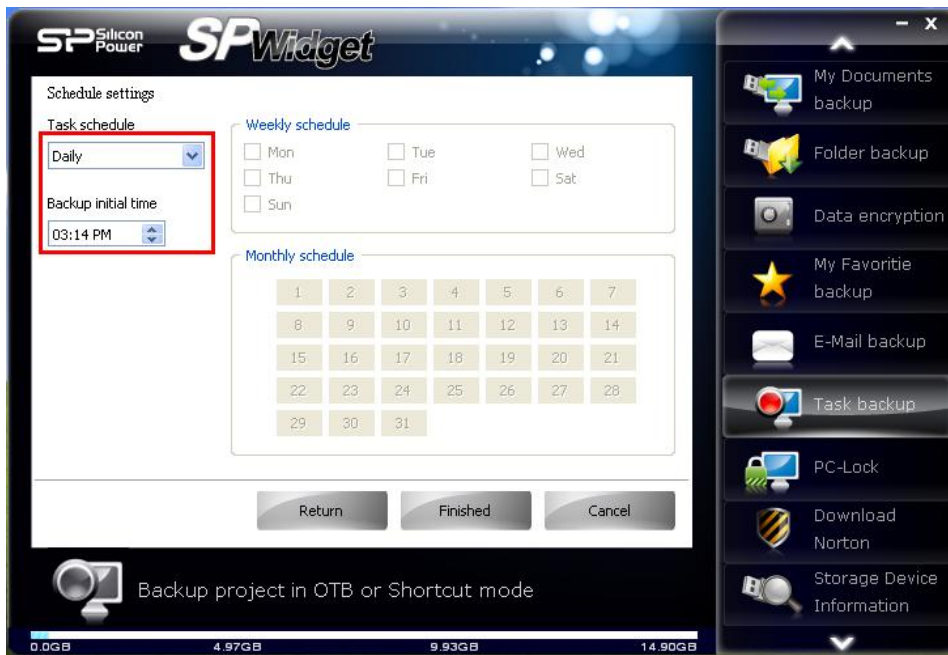 SP Silicon Power
SPWidget
Schedule settings
Task schedule
Daily
Backup initial time
03:14 PM
Weekly schedule
Mon Tue Wed
Thu Fri Sat
Sun
Monthly schedule
1 2 3 4 5 6 7
8 9 10 11 12 13 14
15 16 17 18 19 20 21
22 23 24 25 26 27 28
29 30 31
Return Finished Cancel
Backup project in OTB or Shortcut mode
0.0GB 4.97GB 9.93GB 14.90GB
My Documents
backup
Folder backup
Data encryption
My Favoritie
backup
E-Mail backup
Task backup
PC-Lock
Download
Norton
Storage Device
Information